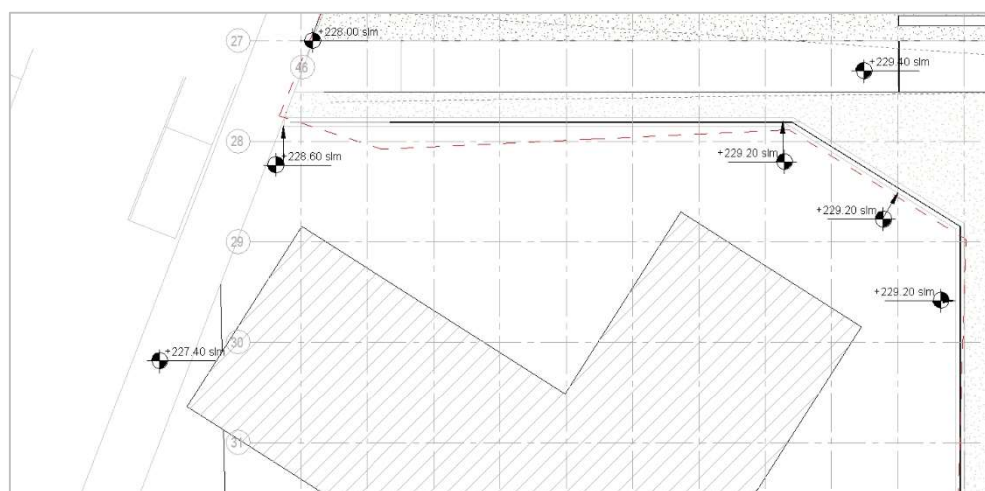 27
+228.00 slm
+229.40 slm
46
28
+228.60 slm
+229.20 slm
+229.20 slm
29
+229.20 slm
30
+227.40 slm
31